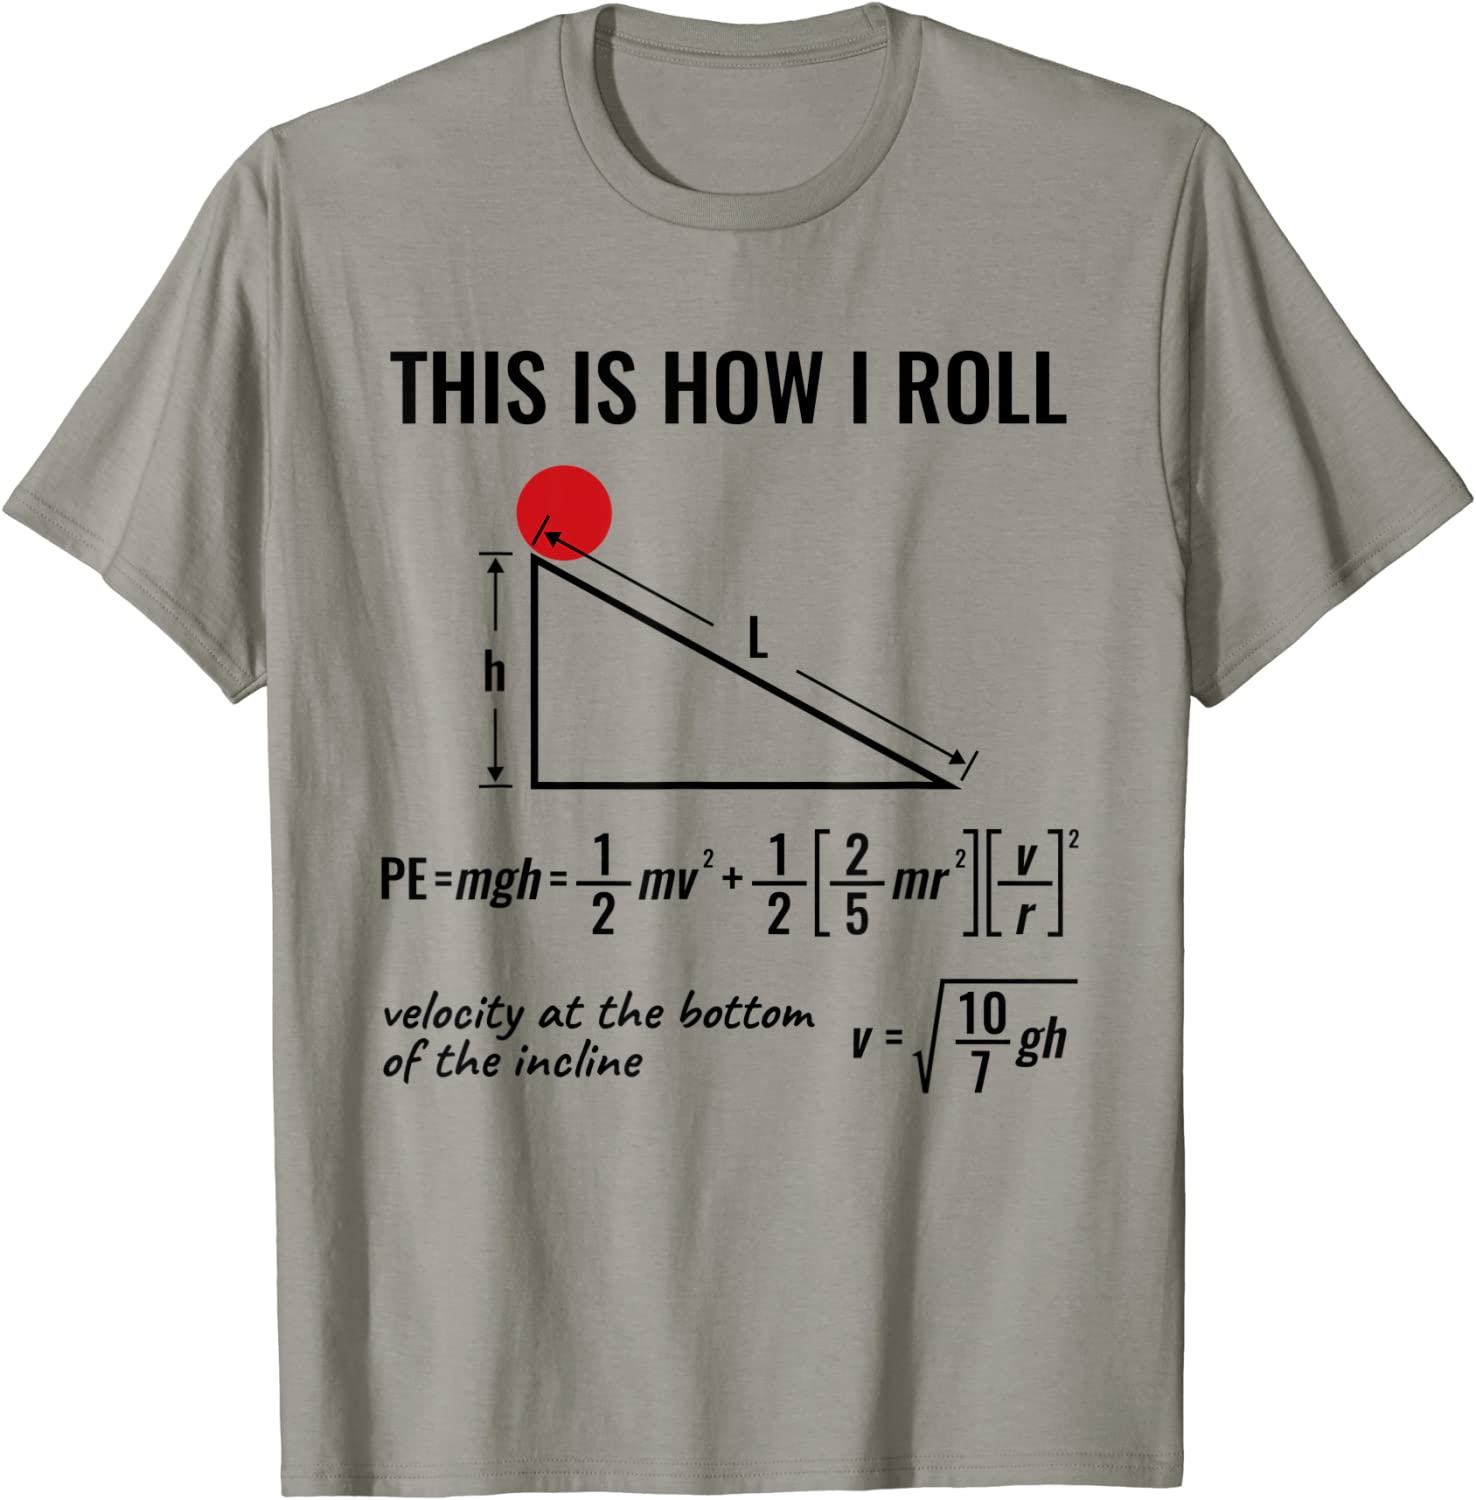 THIS IS HOW I ROLL
L
h
PE=mgh= 1/2 mv² + 1/2 [2/5 mr²][v/r]²
velocity at the bottom
of the incline
v = √(10/7 gh)